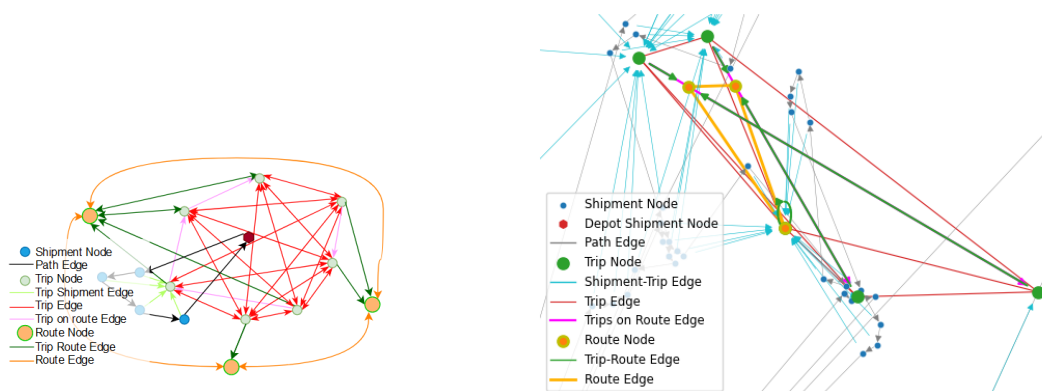 Shipment Node
Path Edge
Trip Node
Trip Shipment Edge
Trip Edge
Trip on route Edge
Route Node
Trip Route Edge
Route Edge
Shipment Node
Depot Shipment Node
Path Edge
Trip Node
Shipment-Trip Edge
Trip Edge
Trips on Route Edge
Route Node
Trip-Route Edge
Route Edge